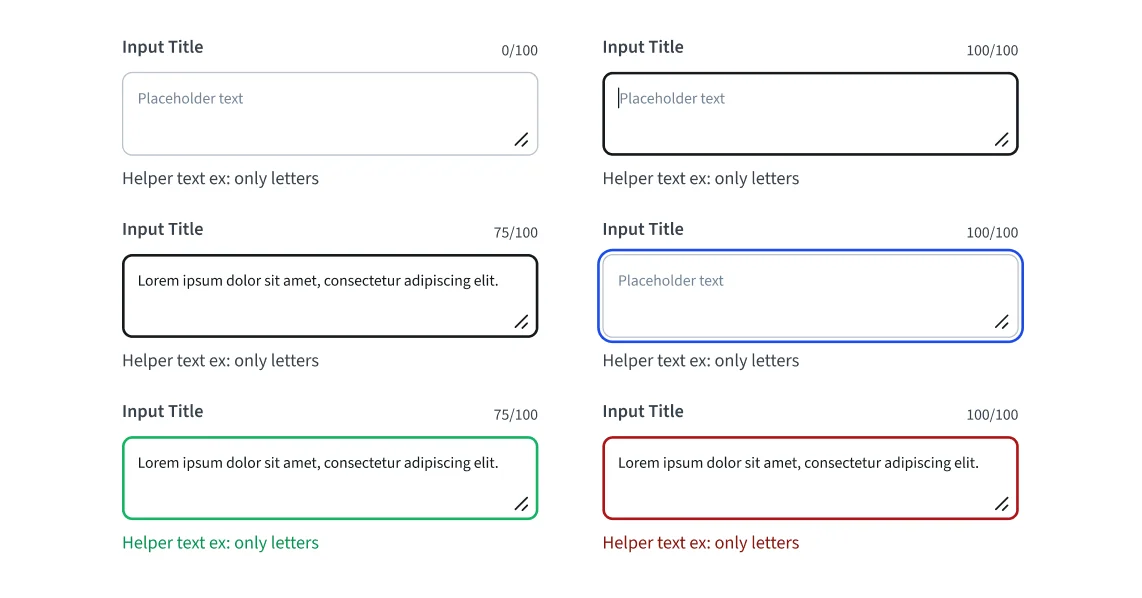 Input Title 0/100
Placeholder text
Helper text ex: only letters
Input Title 100/100
Placeholder text
Helper text ex: only letters
Input Title 75/100
Lorem ipsum dolor sit amet, consectetur adipiscing elit.
Helper text ex: only letters
Input Title 100/100
Placeholder text
Helper text ex: only letters
Input Title 75/100
Lorem ipsum dolor sit amet, consectetur adipiscing elit.
Helper text ex: only letters
Input Title 100/100
Lorem ipsum dolor sit amet, consectetur adipiscing elit.
Helper text ex: only letters